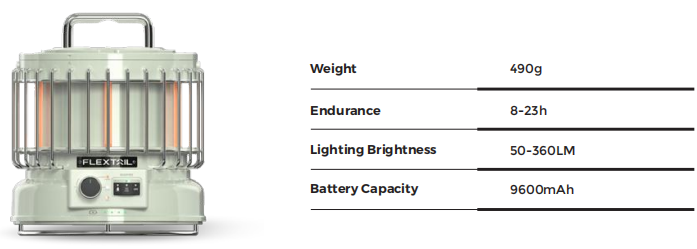 FLEXTAIL
Weight 490g
Endurance 8-23h
Lighting Brightness 50-360LM
Battery Capacity 9600mAh